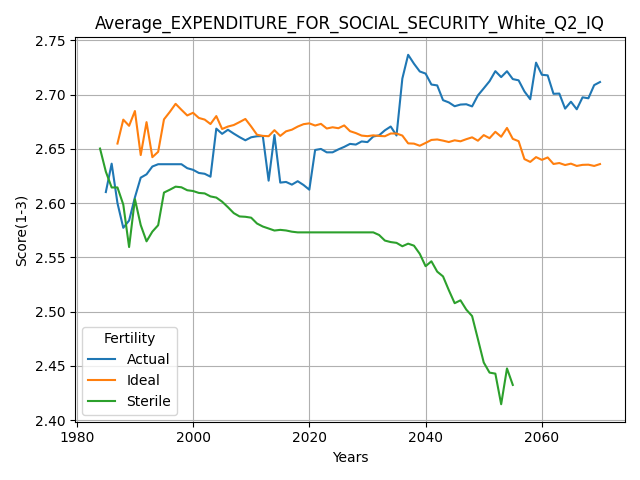 Average_EXPENDITURE_FOR_SOCIAL_SECURITY_White_Q2_IQ
Score(1-3)
2.75
2.70
2.65
2.60
2.55
2.50
2.45
2.40
Fertility
Actual
Ideal
Sterile
1980 2000 2020 2040 2060
Years